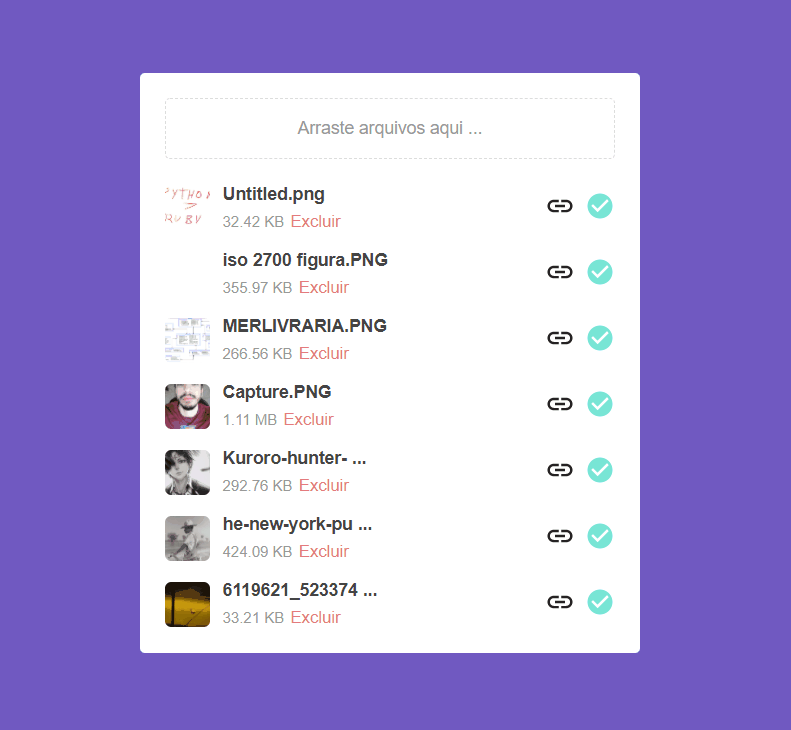 Arraste arquivos aqui ...
PYTHON
RUBY
Untitled.png
32.42 KB Excluir
iso 2700 figura.PNG
355.97 KB Excluir
MERLIVRARIA.PNG
266.56 KB Excluir
Capture.PNG
1.11 MB Excluir
Kuroro-hunter- ...
292.76 KB Excluir
he-new-york-pu ...
424.09 KB Excluir
6119621_523374 ...
33.21 KB Excluir